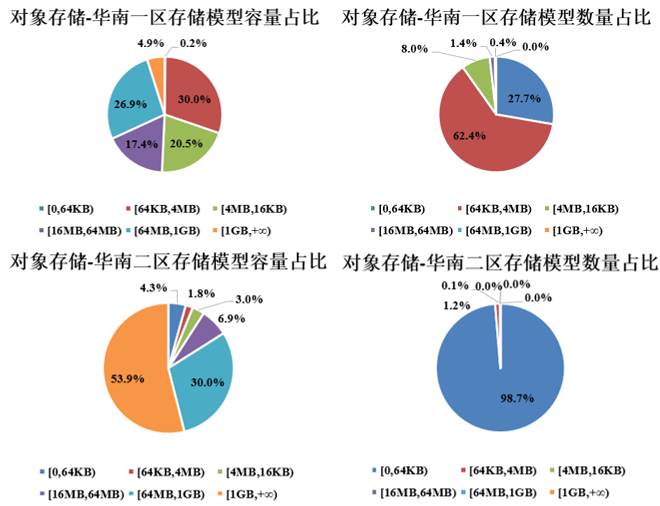 对象存储-华南一区存储模型容量占比
4.9%
0.2%
30.0%
26.9%
17.4%
20.5%
[0,64KB)
[64KB,4MB)
[4MB,16KB)
[16MB,64MB)
[64MB,1GB)
[1GB,+∞)
对象存储-华南一区存储模型数量占比
8.0%
1.4%
0.4%
0.0%
27.7%
62.4%
[0,64KB)
[64KB,4MB)
[4MB,16KB)
[16MB,64MB)
[64MB,1GB)
[1GB,+∞)
对象存储-华南二区存储模型容量占比
4.3%
1.8%
3.0%
6.9%
53.9%
30.0%
[0,64KB)
[64KB,4MB)
[4MB,16KB)
[16MB,64MB)
[64MB,1GB)
[1GB,+∞)
对象存储-华南二区存储模型数量占比
0.1%
0.0%
0.0%
0.0%
1.2%
98.7%
[0,64KB)
[64KB,4MB)
[4MB,16KB)
[16MB,64MB)
[64MB,1GB)
[1GB,+∞)